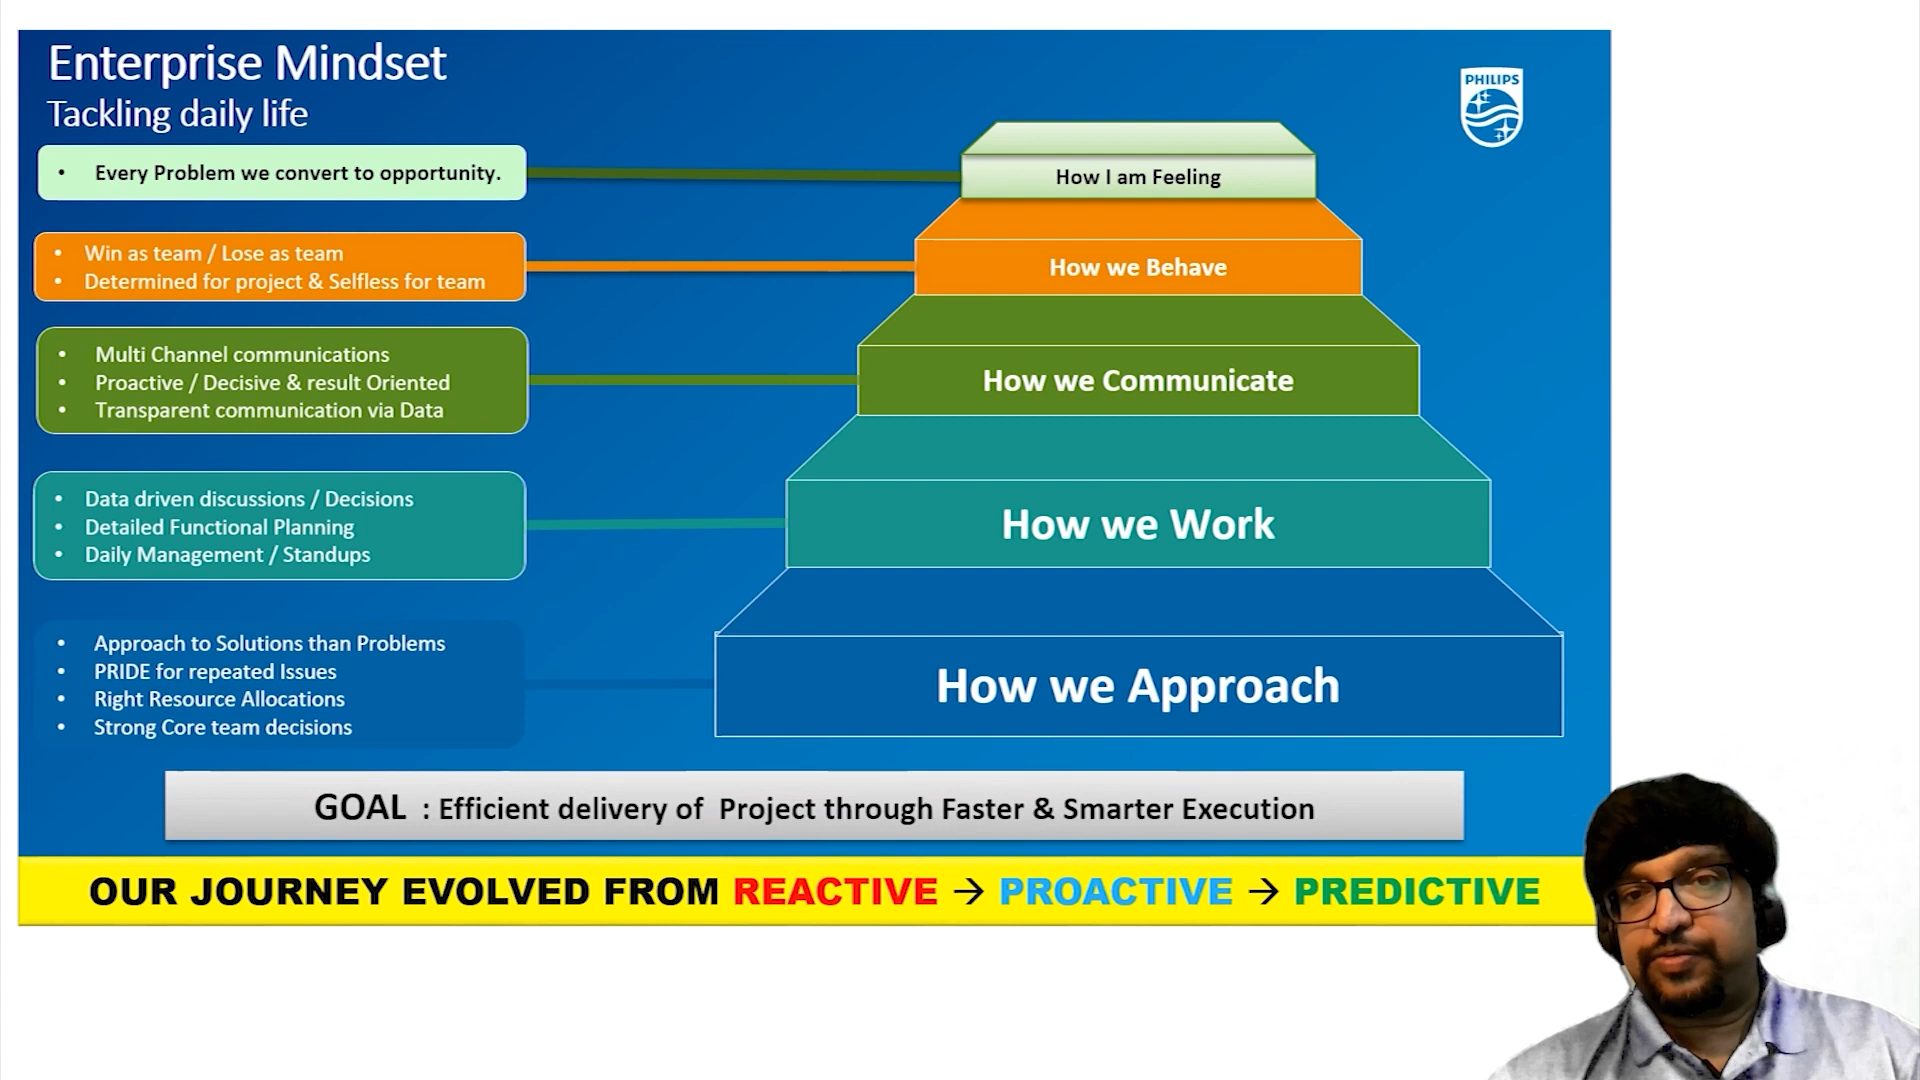 Enterprise Mindset
Tackling daily life
PHILIPS
• Every Problem we convert to opportunity.
How I am Feeling
• Win as team / Lose as team
• Determined for project & Selfless for team
How we Behave
• Multi Channel communications
• Proactive / Decisive & result Oriented
• Transparent communication via Data
How we Communicate
• Data driven discussions / Decisions
• Detailed Functional Planning
• Daily Management / Standups
How we Work
• Approach to Solutions than Problems
• PRIDE for repeated Issues
• Right Resource Allocations
• Strong Core team decisions
How we Approach
GOAL : Efficient delivery of Project through Faster & Smarter Execution
OUR JOURNEY EVOLVED FROM REACTIVE → PROACTIVE → PREDICTIVE